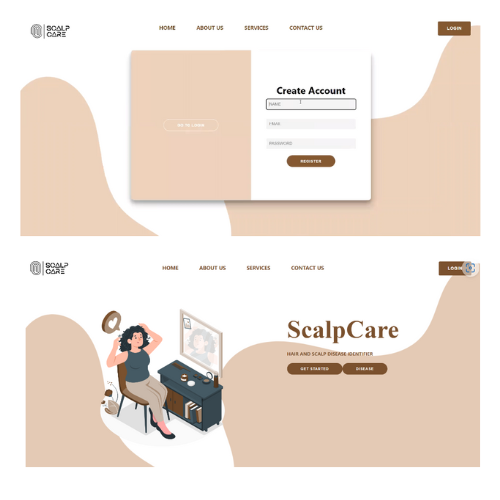 SCALP
CARE
HOME ABOUT US SERVICES CONTACT US LOGIN
Create Account
NAME
GO TO LOGIN
EMAIL
PASSWORD
REGISTER
SCALP
CARE
HOME ABOUT US SERVICES CONTACT US LOGIN
ScalpCare
HAIR AND SCALP DISEASE IDENTIFIER
GET STARTED DISEASE